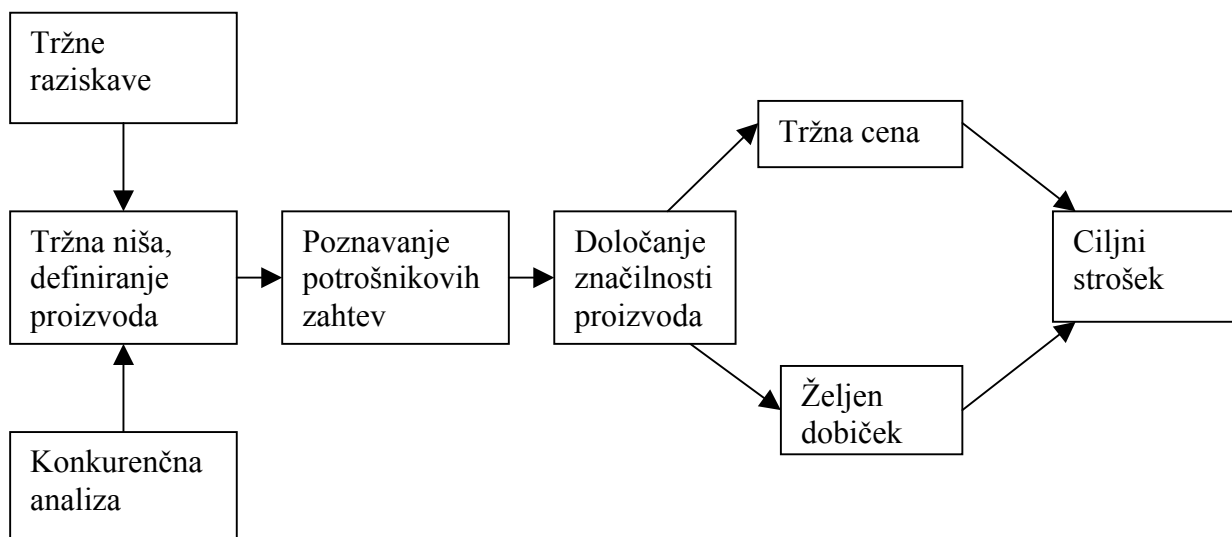 Tržne
raziskave
Tržna niša,
definiranje
proizvoda
Konkurenčna
analiza
Poznavanje
potrošnikovih
zahtev
Določanje
značilnosti
proizvoda
Tržna cena
Željen
dobiček
Ciljni
strošek